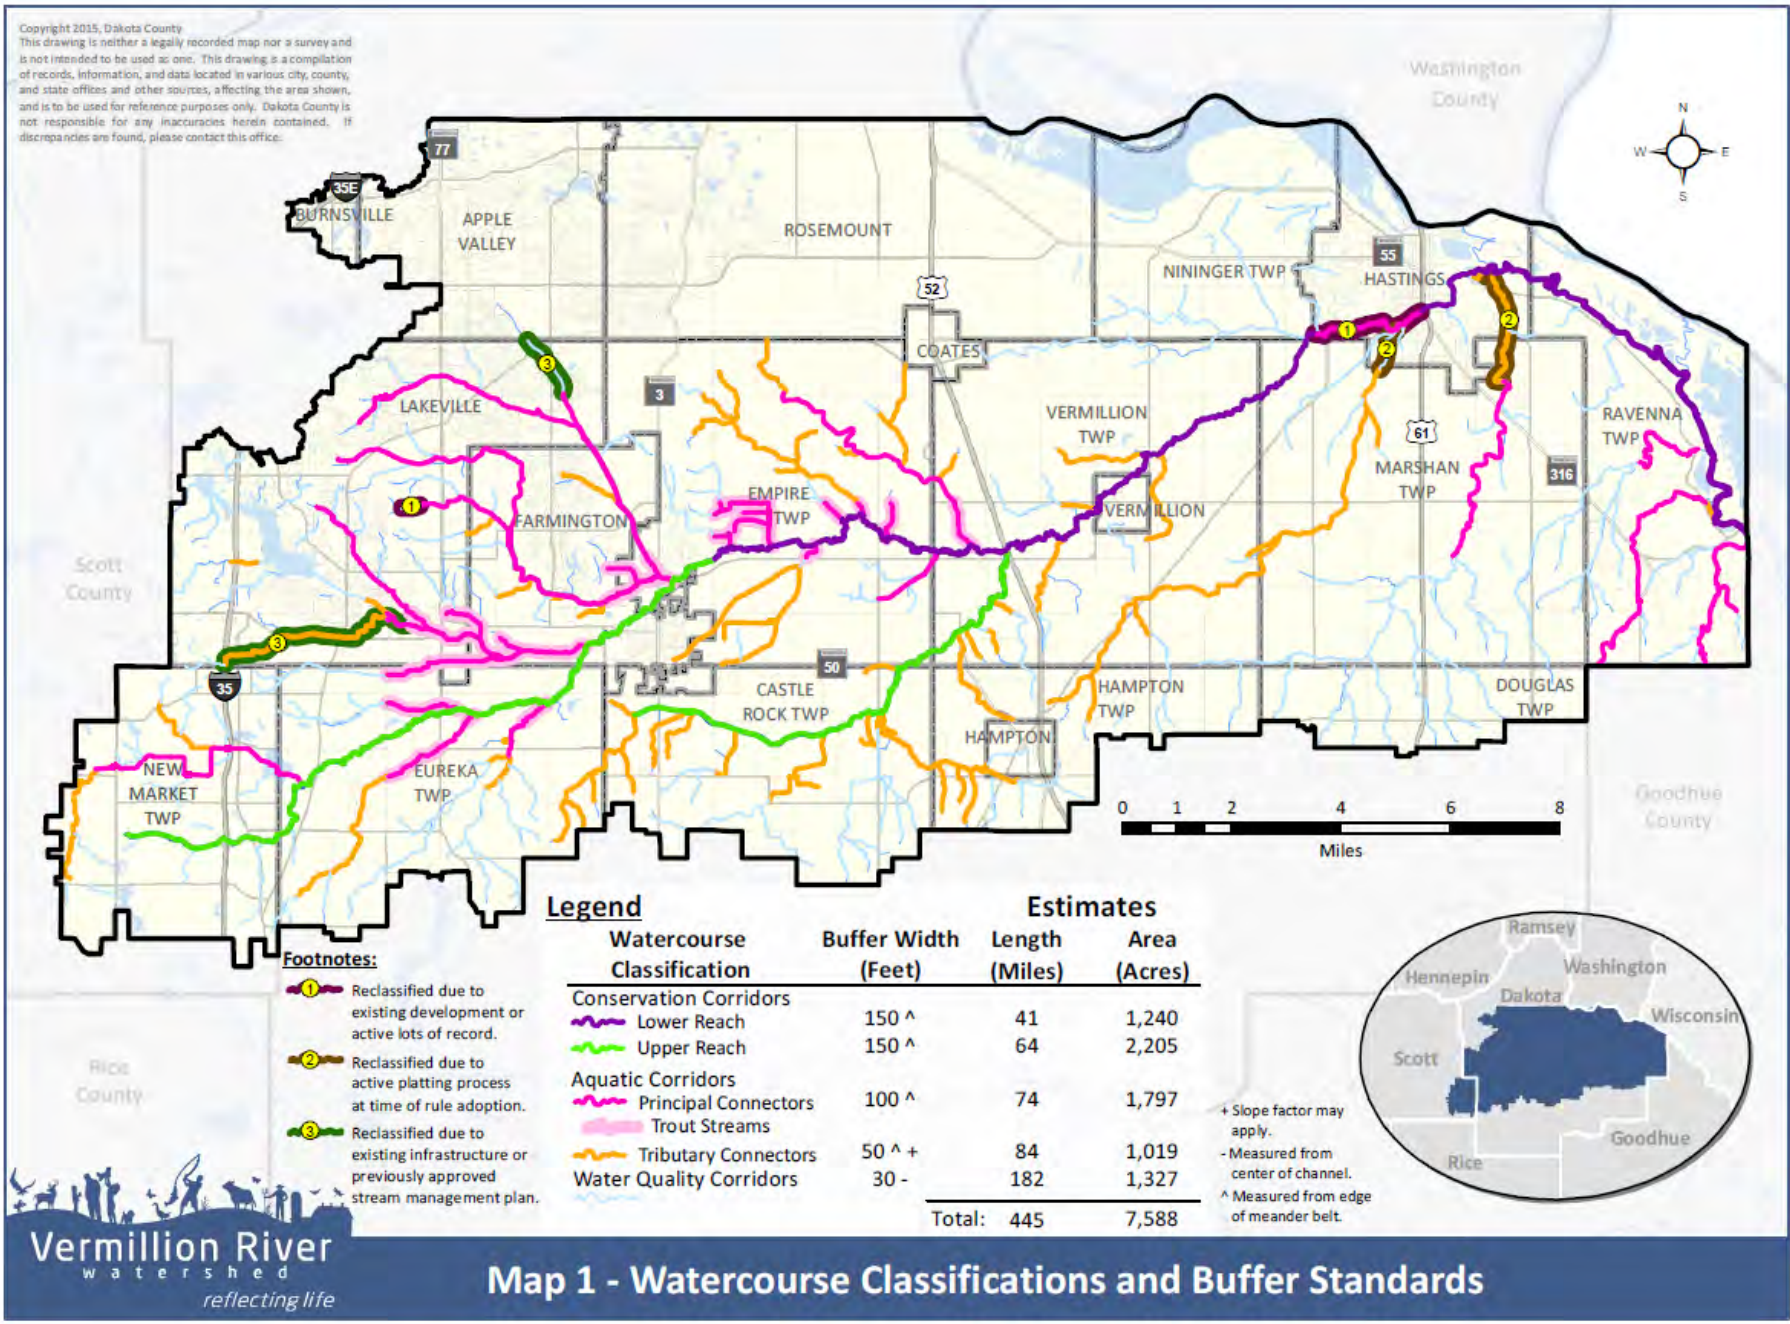 Copyright 2015, Dakota County
This drawing is neither a legally recorded map nor a survey and
is not intended to be used as one. This drawing is a compilation
of records, information, and data located in various city, county,
and state offices and other sources, affecting the area shown,
and is to be used for reference purposes only. Dakota County is
not responsible for any inaccuracies herein contained. If
discrepancies are found, please contact this office.
Washington
County
N
W E
S
77
35E
BURNSVILLE
APPLE
VALLEY
ROSEMOUNT
52
NININGER TWP
55
HASTINGS
1
2
2
COATES
3
LAKEVILLE
3
VERMILLION
TWP
61
RAVENNA
TWP
MARSHAN
TWP
316
1
EMPIRE
TWP
FARMINGTON
VERMILLION
Scott
County
3
35
50
CASTLE
ROCK TWP
HAMPTON
TWP
DOUGLAS
TWP
HAMPTON
NEW
MARKET
TWP
EUREKA
TWP
Goodhue
County
0 1 2 4 6 8
Miles
Legend
Estimates
Watercourse
Classification
Buffer Width
(Feet)
Length
(Miles)
Area
(Acres)
Conservation Corridors
Lower Reach 150 ^ 41 1,240
Upper Reach 150 ^ 64 2,205
Aquatic Corridors
Principal Connectors 100 ^ 74 1,797
Trout Streams
Tributary Connectors 50 ^ + 84 1,019
Water Quality Corridors 30 - 182 1,327
Total: 445 7,588
Footnotes:
1 Reclassified due to
existing development or
active lots of record.
2 Reclassified due to
active platting process
at time of rule adoption.
3 Reclassified due to
existing infrastructure or
previously approved
stream management plan.
+ Slope factor may
apply.
- Measured from
center of channel.
^ Measured from edge
of meander belt.
Ramsey
Hennepin
Washington
Dakota
Wisconsin
Scott
Goodhue
Rice
Rice
County
Vermillion River
watershed
reflecting life
Map 1 - Watercourse Classifications and Buffer Standards